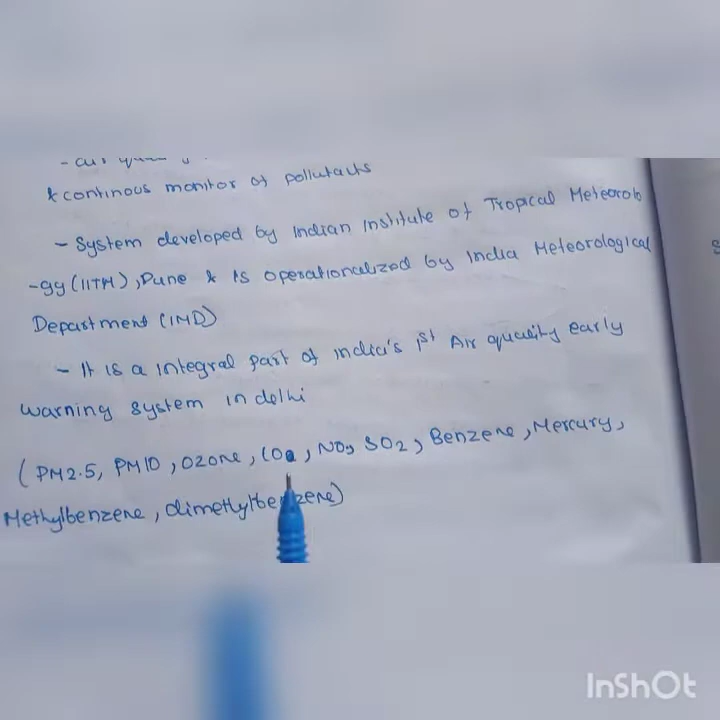 & continous monitor of pollutants
- System developed by Indian Institute of Tropical Meteorolo
-gy (IITM), Pune & is operationalized by India Meteorological
Department (IMD)
- It is a integral part of india's 1st Air quality early
warning system in delhi
(PM2.5, PM10, Ozone, CO, NO, SO2, Benzene, Mercury,
Methylbenzene, dimethylbenzene)
InShOt